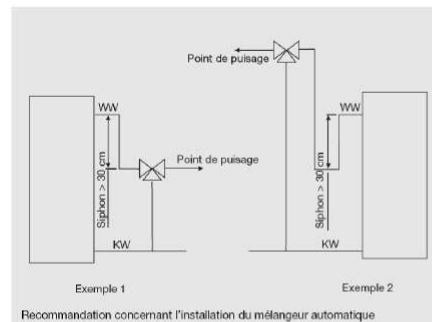 Point de puisage
WW
WW
Point de puisage
Siphon > 30 cm
Siphon > 30 cm
KW
KW
Exemple 1
Exemple 2
Recommandation concernant l'installation du mélangeur automatique